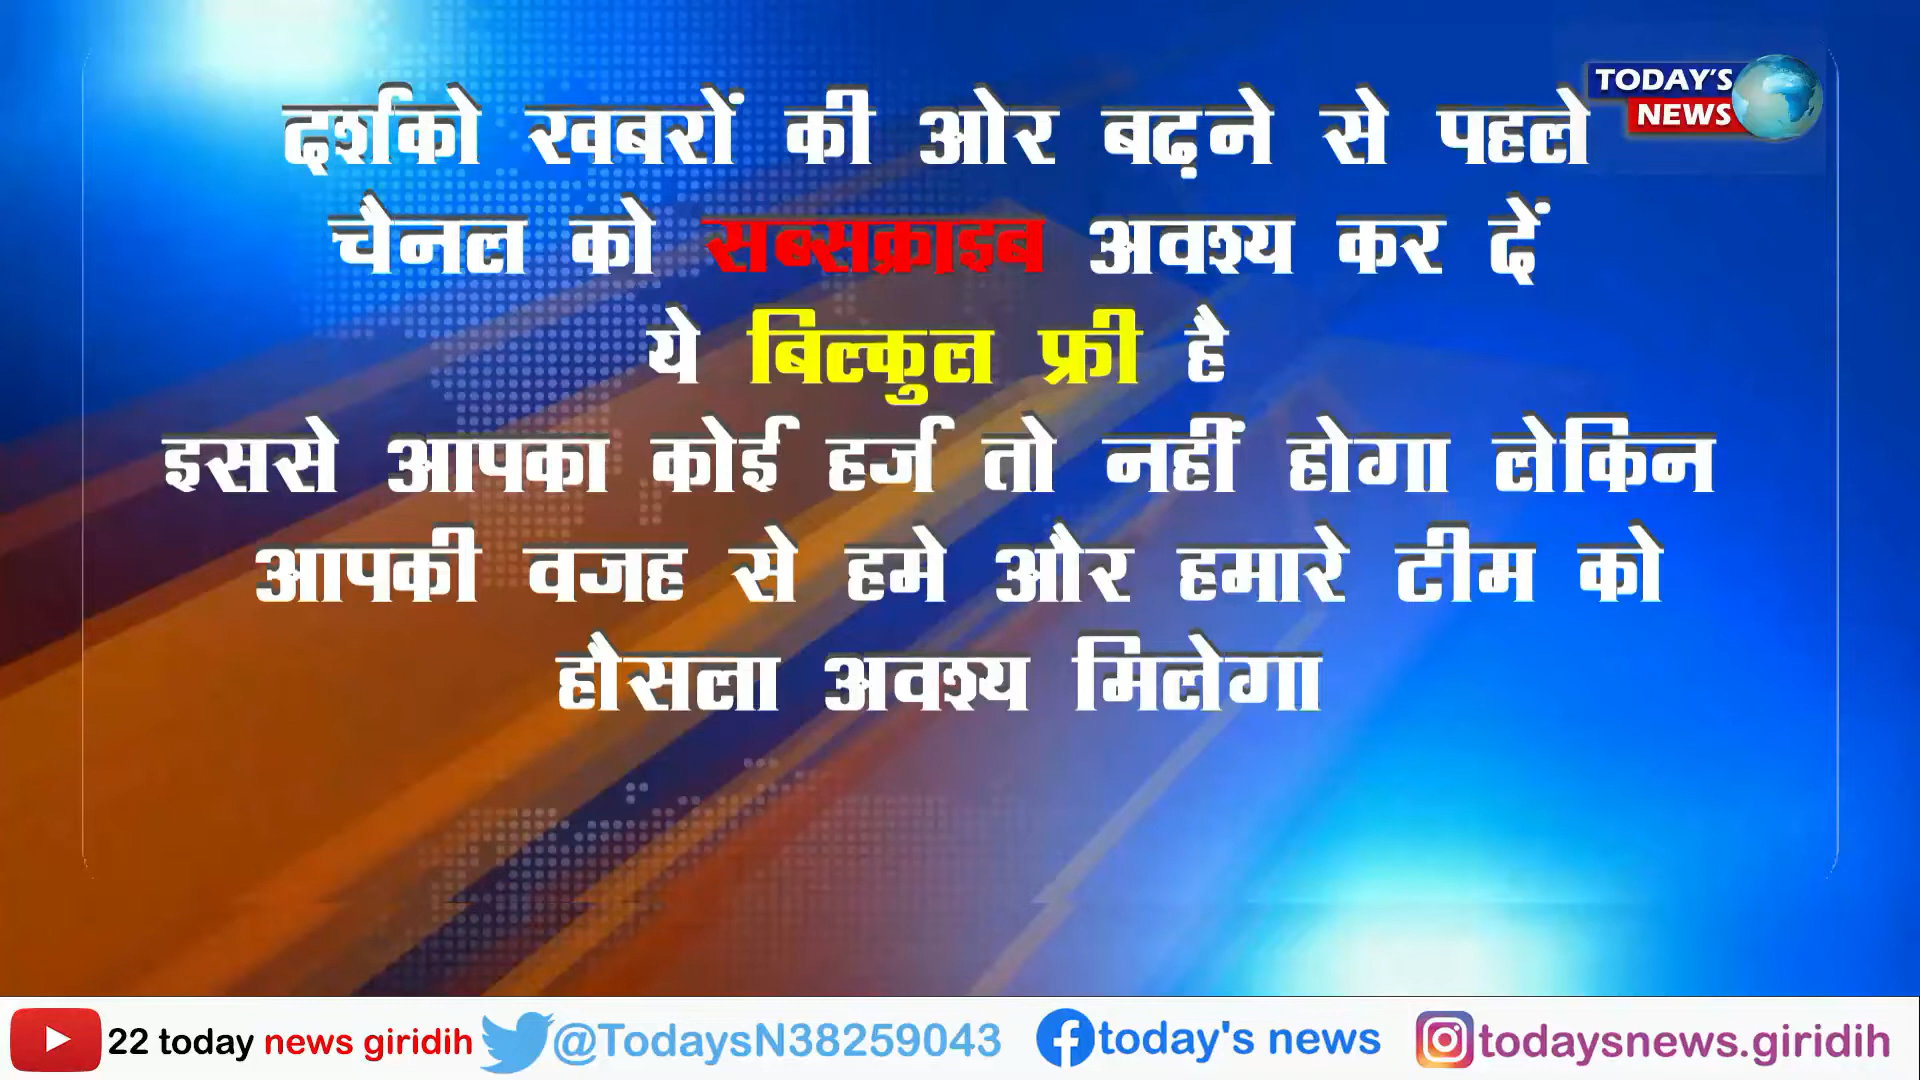 TODAY'S
NEWS
दर्शको खबरों की ओर बढ़ने से पहले
चैनल को सब्सक्राइब अवश्य कर दें
ये बिल्कुल फ्री है
इससे आपका कोई हर्ज तो नहीं होगा लेकिन
आपकी वजह से हमे और हमारे टीम को
हौसला अवश्य मिलेगा
22 today news giridih @TodaysN38259043 today's news todaysnews.giridih